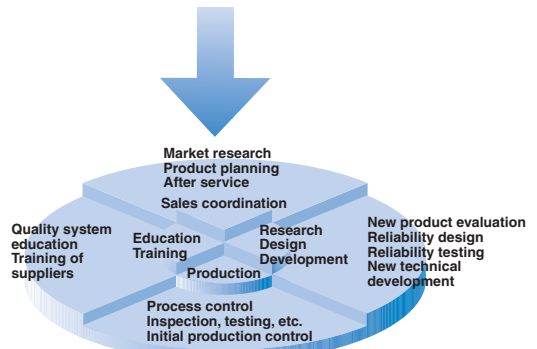 Market research
Product planning
After service
Sales coordination
Quality system
education
Training of
suppliers
Education
Training
Research
Design
Development
New product evaluation
Reliability design
Reliability testing
New technical
development
Production
Process control
Inspection, testing, etc.
Initial production control